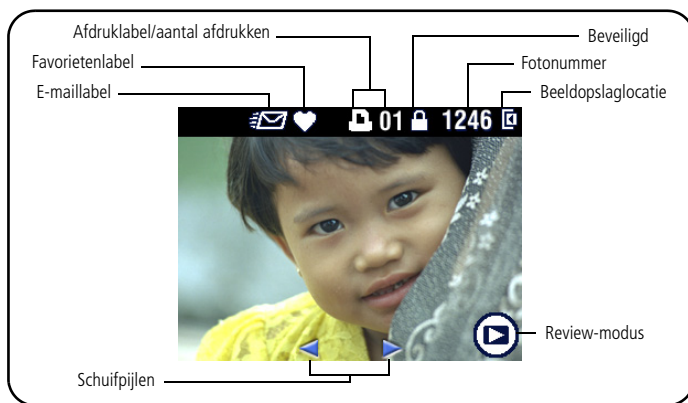 Afdruklabel/aantal afdrukken
Beveiligd
Favorietenlabel
Fotonummer
E-maillabel
Beeldopslaglocatie
01 1246
Review-modus
Schuifpijlen